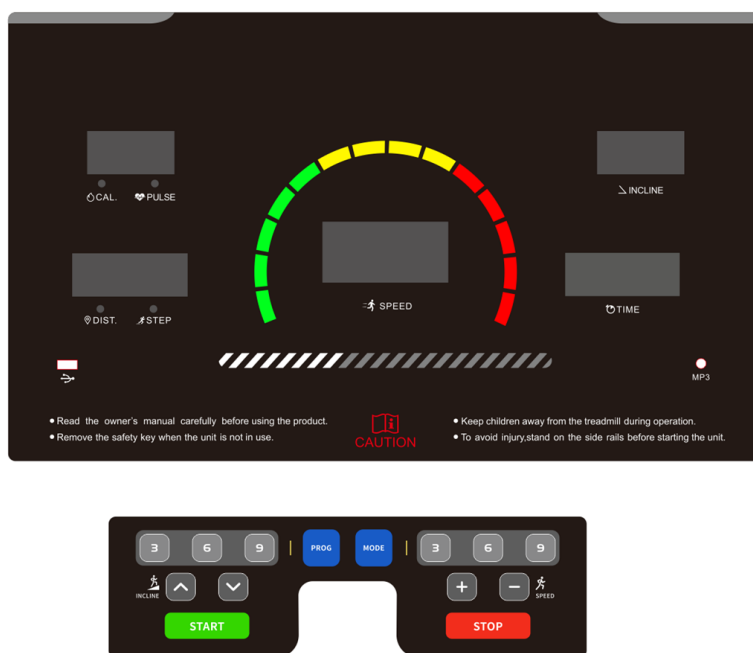 CAL.
PULSE
INCLINE
DIST.
STEP
SPEED
TIME
MP3
● Read the owner's manual carefully before using the product.
● Remove the safety key when the unit is not in use.
CAUTION
● Keep children away from the treadmill during operation.
● To avoid injury,stand on the side rails before starting the unit.
3 6 9 | PROG MODE | 3 6 9
INCLINE
+ −
SPEED
START
STOP